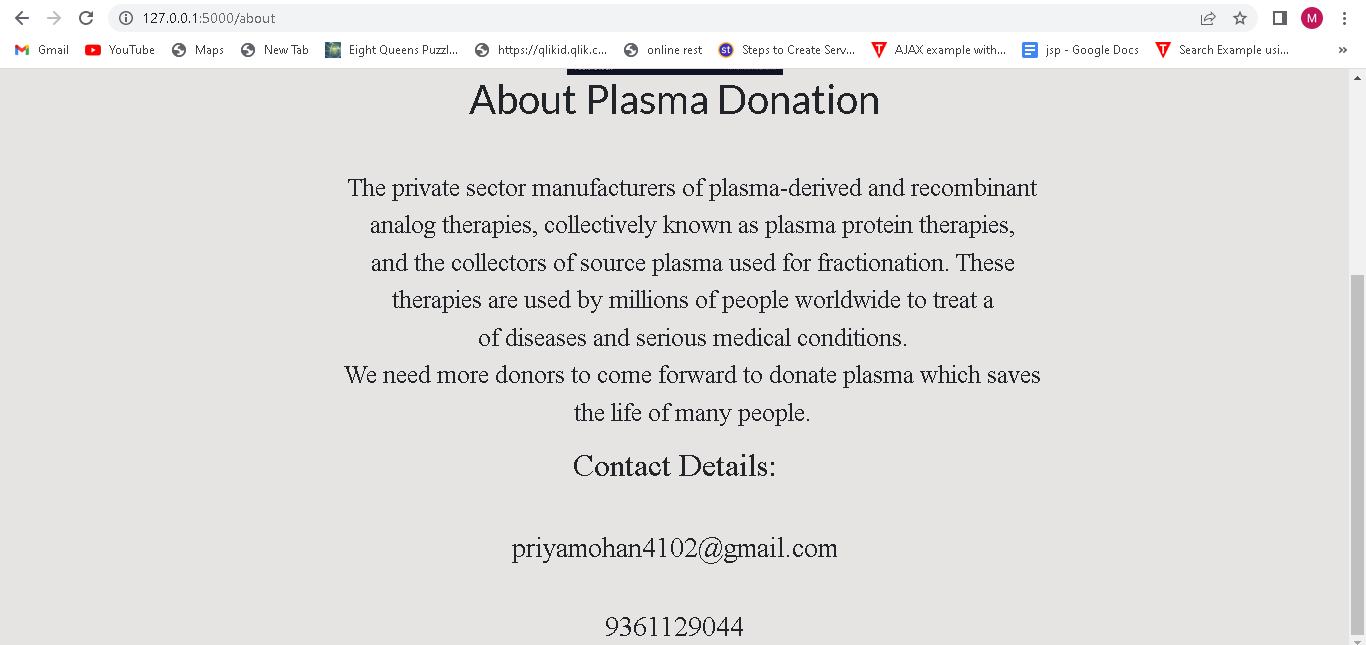 127.0.0.1:5000/about
M
Gmail
YouTube
Maps
New Tab
Eight Queens Puzzl...
https://qlikid.qlik.c...
online rest
st
Steps to Create Serv...
T
AJAX example with...
jsp - Google Docs
T
Search Example usi...
»
About Plasma Donation
The private sector manufacturers of plasma-derived and recombinant
analog therapies, collectively known as plasma protein therapies,
and the collectors of source plasma used for fractionation. These
therapies are used by millions of people worldwide to treat a
of diseases and serious medical conditions.
We need more donors to come forward to donate plasma which saves
the life of many people.
Contact Details:
priyamohan4102@gmail.com
9361129044